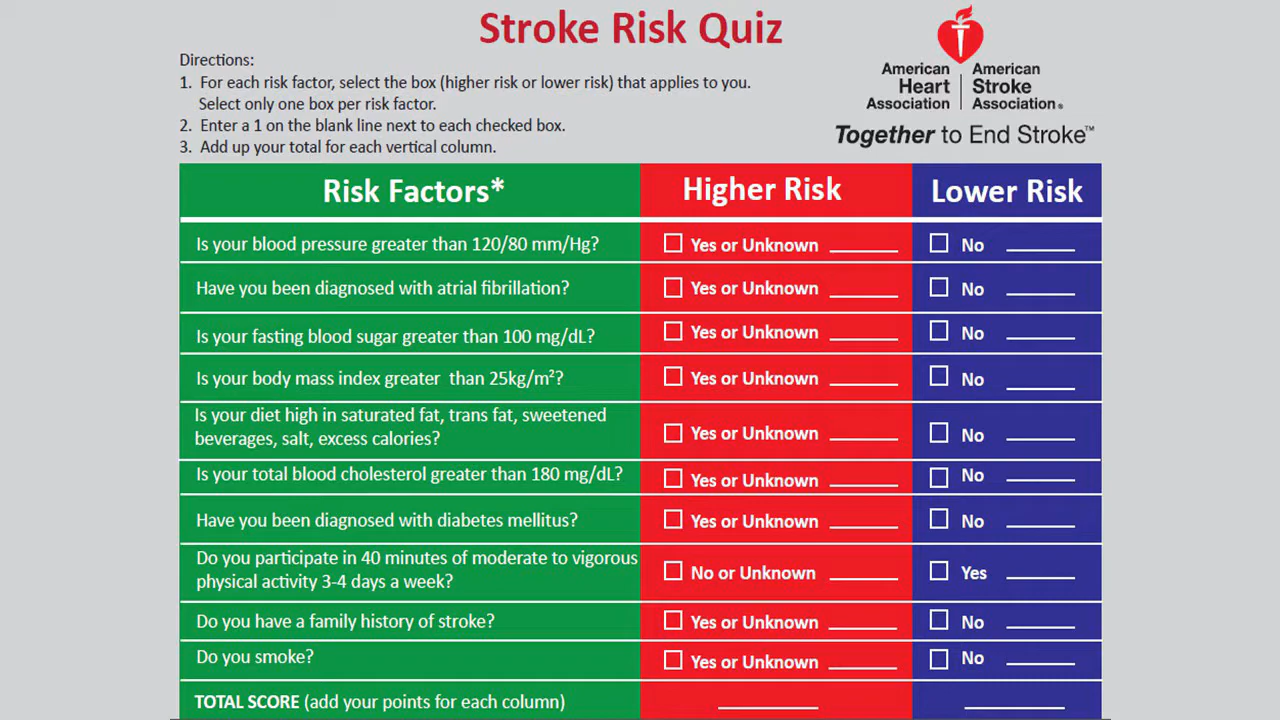 Stroke Risk Quiz
American Heart Association | American Stroke Association®
Together to End Stroke™
Directions:
1. For each risk factor, select the box (higher risk or lower risk) that applies to you.
Select only one box per risk factor.
2. Enter a 1 on the blank line next to each checked box.
3. Add up your total for each vertical column.
Risk Factors* Higher Risk Lower Risk
Is your blood pressure greater than 120/80 mm/Hg? Yes or Unknown No
Have you been diagnosed with atrial fibrillation? Yes or Unknown No
Is your fasting blood sugar greater than 100 mg/dL? Yes or Unknown No
Is your body mass index greater than 25kg/m²? Yes or Unknown No
Is your diet high in saturated fat, trans fat, sweetened
beverages, salt, excess calories? Yes or Unknown No
Is your total blood cholesterol greater than 180 mg/dL? Yes or Unknown No
Have you been diagnosed with diabetes mellitus? Yes or Unknown No
Do you participate in 40 minutes of moderate to vigorous
physical activity 3-4 days a week? No or Unknown Yes
Do you have a family history of stroke? Yes or Unknown No
Do you smoke? Yes or Unknown No
TOTAL SCORE (add your points for each column)